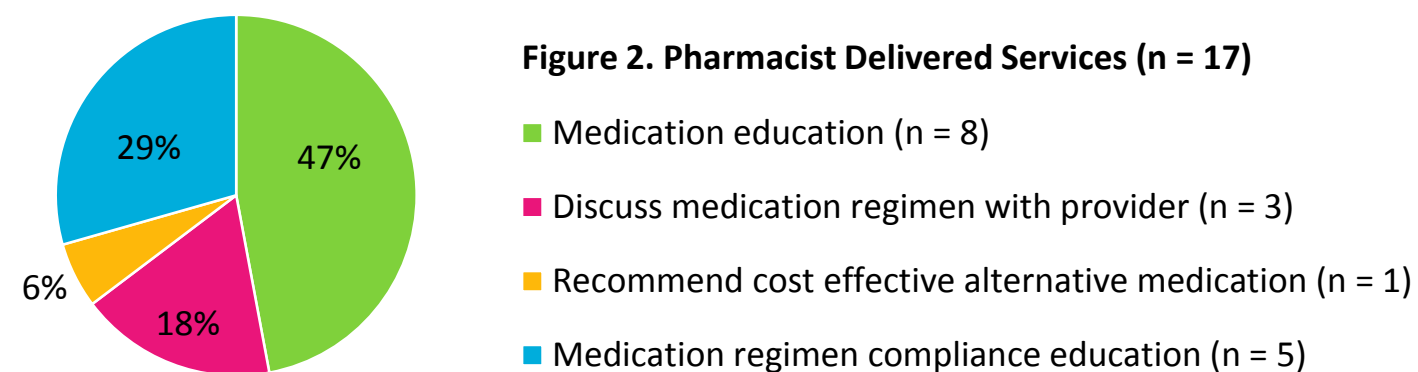 Figure 2. Pharmacist Delivered Services (n = 17)
29%
47%
6%
18%
Medication education (n = 8)
Discuss medication regimen with provider (n = 3)
Recommend cost effective alternative medication (n = 1)
Medication regimen compliance education (n = 5)